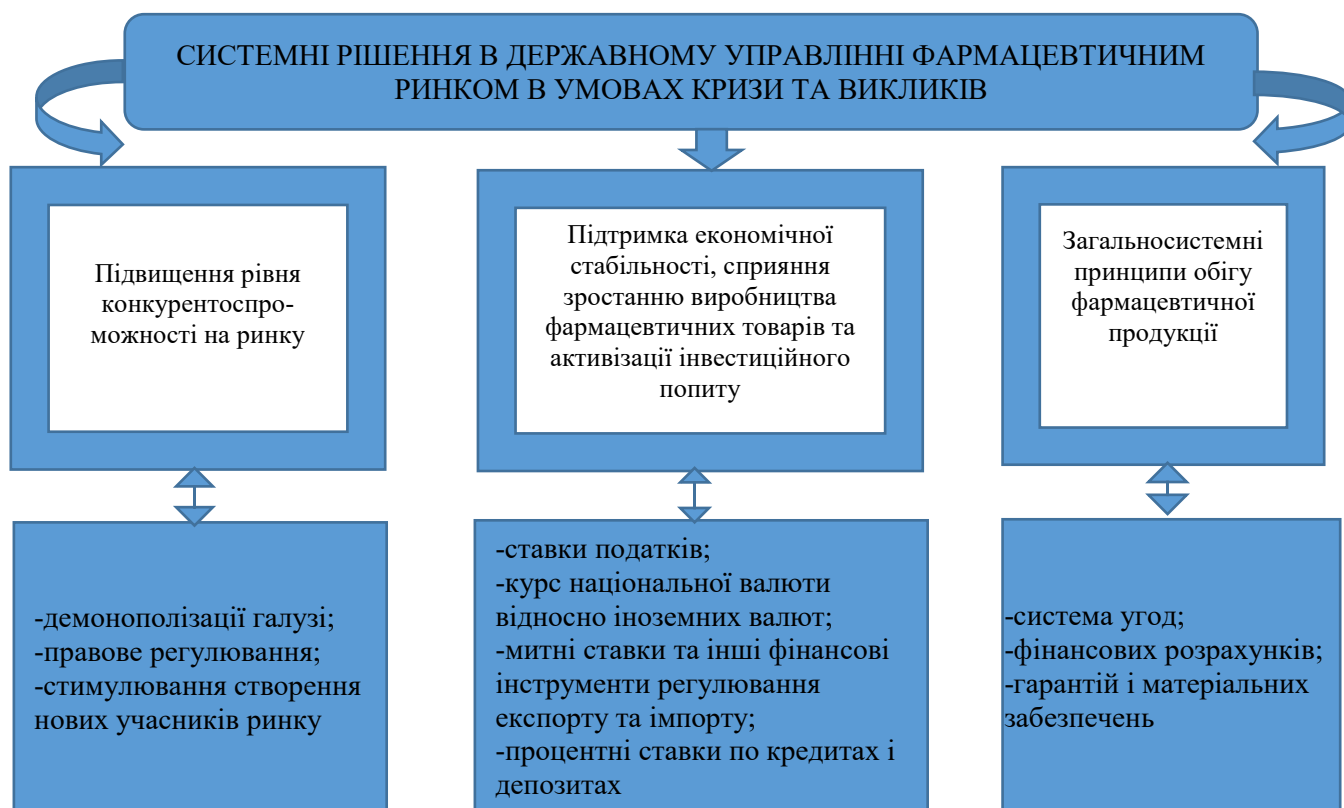 СИСТЕМНІ РІШЕННЯ В ДЕРЖАВНОМУ УПРАВЛІННІ ФАРМАЦЕВТИЧНИМ
РИНКОМ В УМОВАХ КРИЗИ ТА ВИКЛИКІВ
Підвищення рівня
конкурентоспро-
можності на ринку
Підтримка економічної
стабільності, сприяння
зростанню виробництва
фармацевтичних товарів та
активізації інвестиційного
попиту
Загальносистемні
принципи обігу
фармацевтичної
продукції
-демонополізації галузі;
-правове регулювання;
-стимулювання створення
нових учасників ринку
-ставки податків;
-курс національної валюти
відносно іноземних валют;
-митні ставки та інші фінансові
інструменти регулювання
експорту та імпорту;
-процентні ставки по кредитах і
депозитах
-система угод;
-фінансових розрахунків;
-гарантій і матеріальних
забезпечень